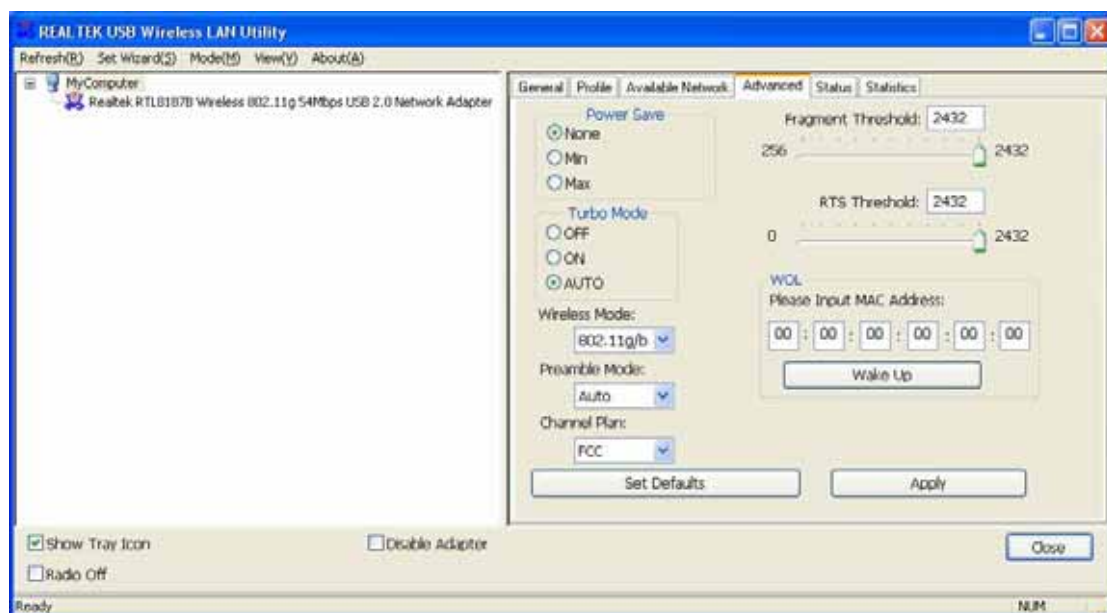 REALTEK USB Wireless LAN Utility
Refresh(R) Set Wizard(S) Mode(M) View(V) About(A)
MyComputer
Realtek RTL8187B Wireless 802.11g 54Mbps USB 2.0 Network Adapter
General Profile Available Network Advanced Status Statistics
Power Save
None
Min
Max
Turbo Mode
OFF
ON
AUTO
Wireless Mode:
802.11g/b
Preamble Mode:
Auto
Channel Plan:
FCC
Fragment Threshold: 2432
256 2432
RTS Threshold: 2432
0 2432
WOL
Please Input MAC Address:
00 : 00 : 00 : 00 : 00 : 00
Wake Up
Set Defaults Apply
Show Tray Icon Disable Adapter
Radio Off
Close
Ready NUM